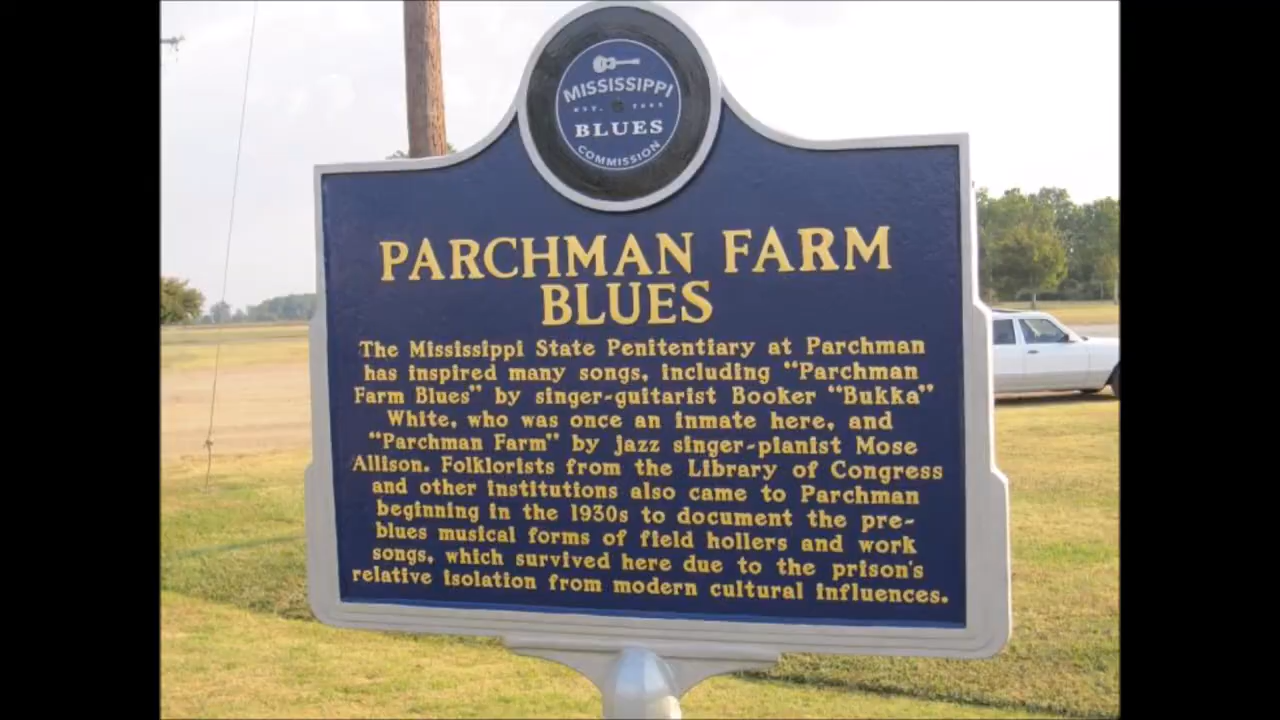 MISSISSIPPI
BLUES
COMMISSION
PARCHMAN FARM
BLUES
The Mississippi State Penitentiary at Parchman
has inspired many songs, including “Parchman
Farm Blues” by singer-guitarist Booker “Bukka”
White, who was once an inmate here, and
“Parchman Farm” by jazz singer-pianist Mose
Allison. Folklorists from the Library of Congress
and other institutions also came to Parchman
beginning in the 1930s to document the pre-
blues musical forms of field hollers and work
songs, which survived here due to the prison's
relative isolation from modern cultural influences.